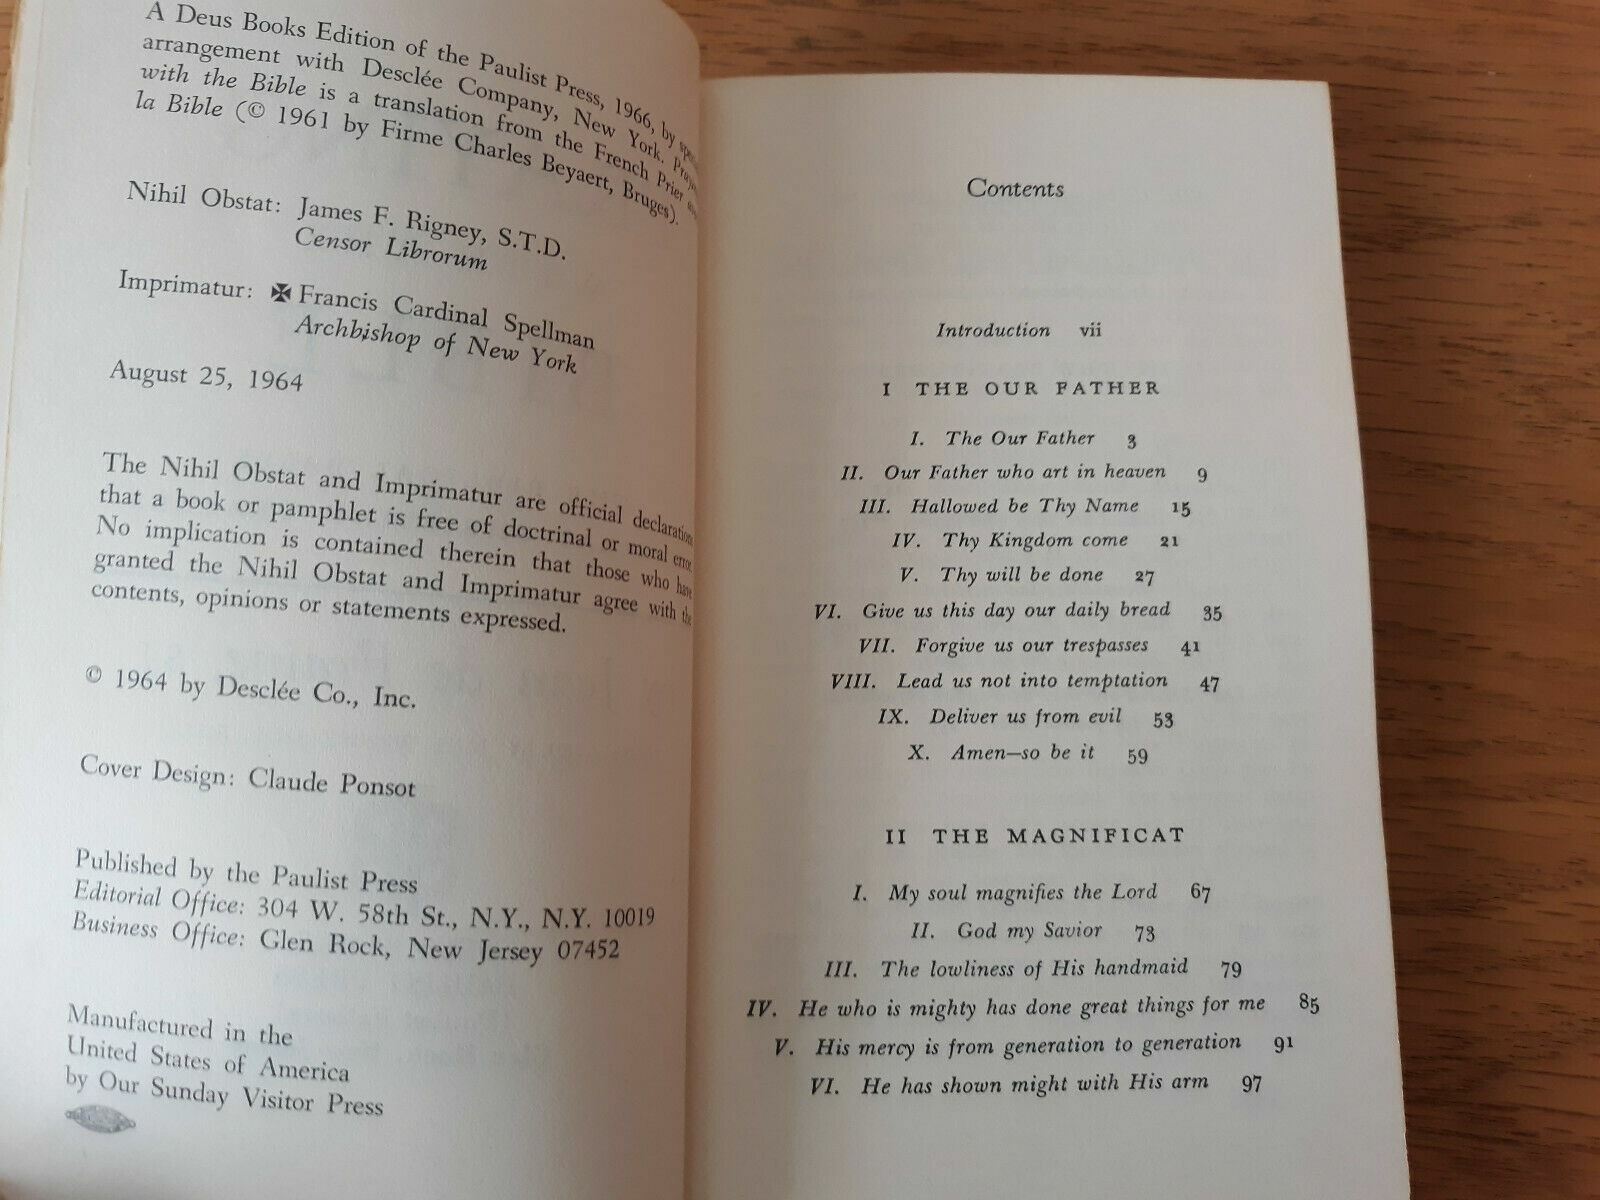 A Deus Books Edition of the Paulist Press, 1966, by
arrangement with Desclée Company, New York.
with the Bible is a translation from the French Prier
la Bible (© 1961 by Firme Charles Beyaert, Bruges).
Nihil Obstat: James F. Rigney, S.T.D.
Censor Librorum
Imprimatur: ✠ Francis Cardinal Spellman
Archbishop of New York
August 25, 1964
The Nihil Obstat and Imprimatur are official declarations
that a book or pamphlet is free of doctrinal or moral error.
No implication is contained therein that those who have
granted the Nihil Obstat and Imprimatur agree with the
contents, opinions or statements expressed.
© 1964 by Desclée Co., Inc.
Cover Design: Claude Ponsot
Published by the Paulist Press
Editorial Office: 304 W. 58th St., N.Y., N.Y. 10019
Business Office: Glen Rock, New Jersey 07452
Manufactured in the
United States of America
by Our Sunday Visitor Press
Contents
Introduction vii
I THE OUR FATHER
I. The Our Father 3
II. Our Father who art in heaven 9
III. Hallowed be Thy Name 15
IV. Thy Kingdom come 21
V. Thy will be done 27
VI. Give us this day our daily bread 35
VII. Forgive us our trespasses 41
VIII. Lead us not into temptation 47
IX. Deliver us from evil 53
X. Amen—so be it 59
II THE MAGNIFICAT
I. My soul magnifies the Lord 67
II. God my Savior 73
III. The lowliness of His handmaid 79
IV. He who is mighty has done great things for me 85
V. His mercy is from generation to generation 91
VI. He has shown might with His arm 97